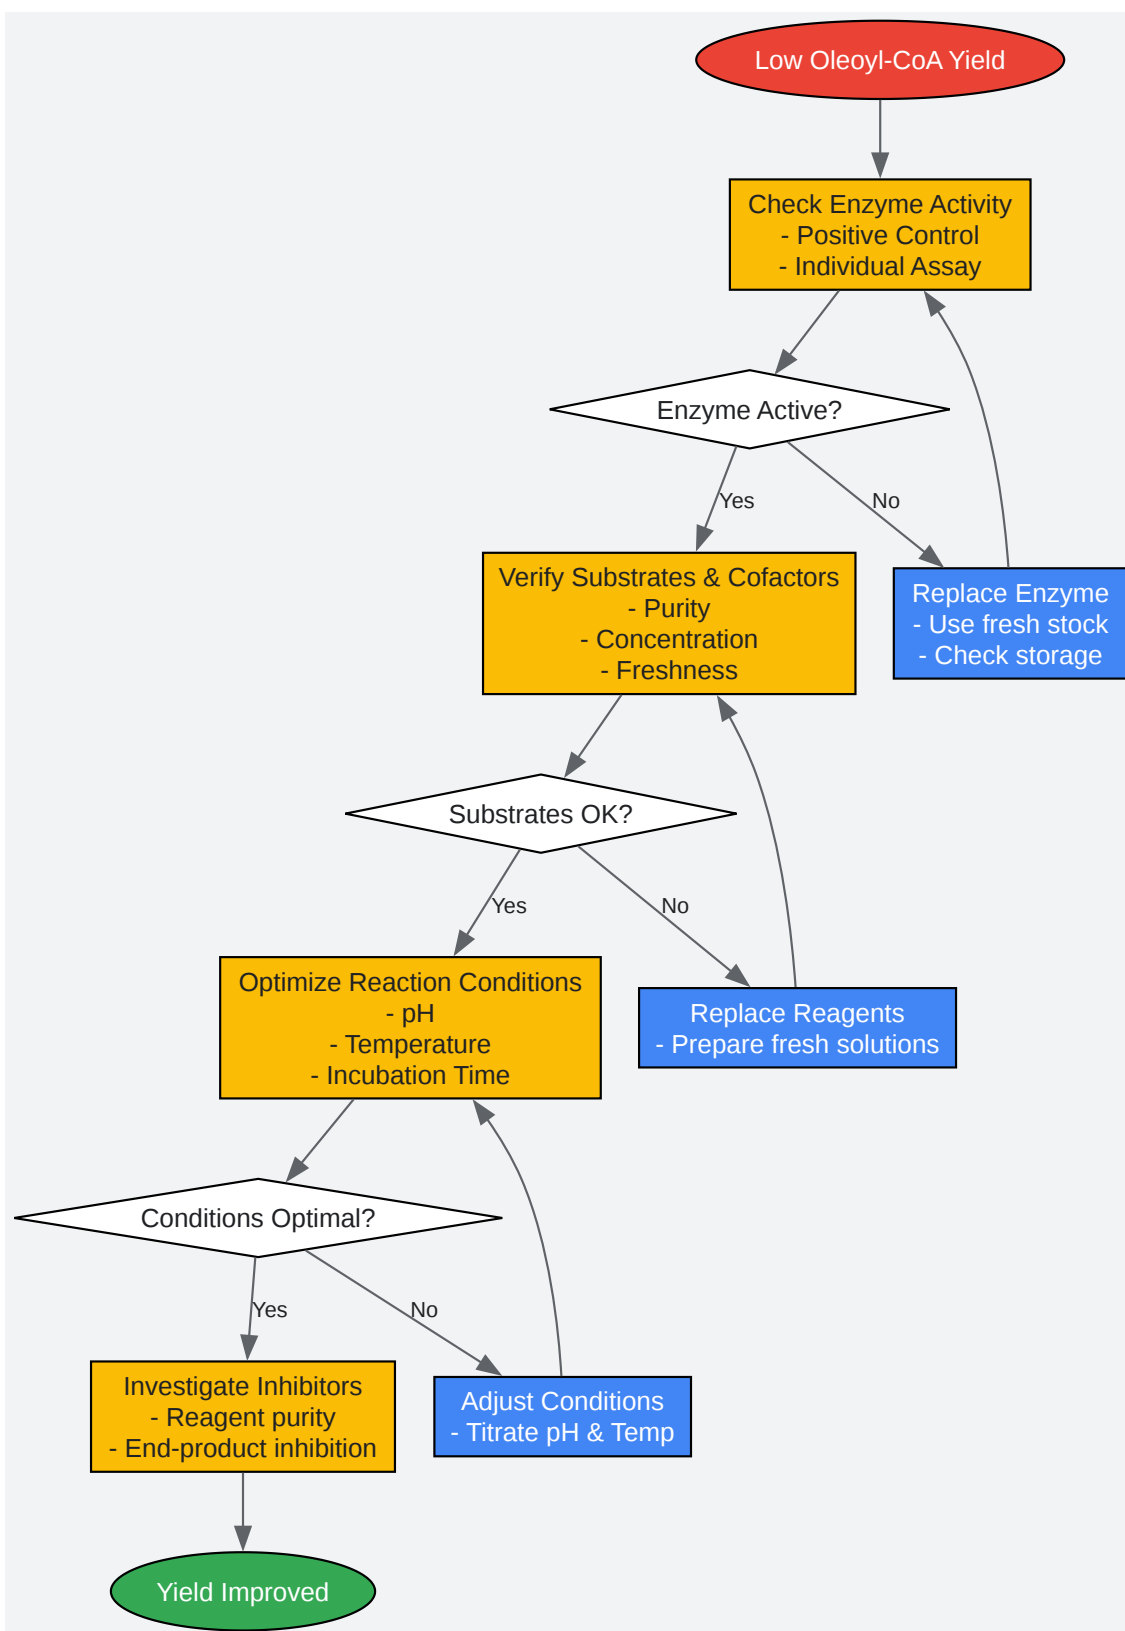 Low Oleoyl-CoA Yield
Check Enzyme Activity
- Positive Control
- Individual Assay
Enzyme Active?
Yes
No
Verify Substrates & Cofactors
- Purity
- Concentration
- Freshness
Replace Enzyme
- Use fresh stock
- Check storage
Substrates OK?
Yes
No
Optimize Reaction Conditions
- pH
- Temperature
- Incubation Time
Replace Reagents
- Prepare fresh solutions
Conditions Optimal?
Yes
No
Investigate Inhibitors
- Reagent purity
- End-product inhibition
Adjust Conditions
- Titrate pH & Temp
Yield Improved